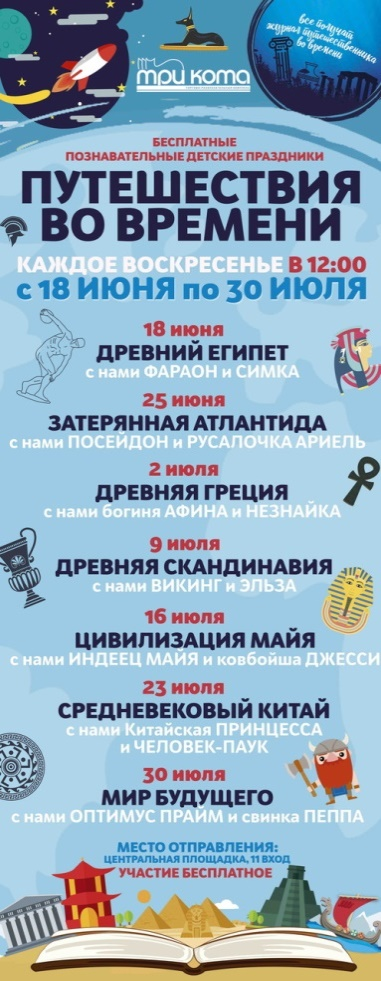 все получат
журнал путешественника
во времени
три кота
БЕСПЛАТНЫЕ
ПОЗНАВАТЕЛЬНЫЕ ДЕТСКИЕ ПРАЗДНИКИ
ПУТЕШЕСТВИЯ
ВО ВРЕМЕНИ
КАЖДОЕ ВОСКРЕСЕНЬЕ В 12:00
с 18 ИЮНЯ по 30 ИЮЛЯ
18 июня
ДРЕВНИЙ ЕГИПЕТ
с нами ФАРАОН и СИМКА
25 июня
ЗАТЕРЯННАЯ АТЛАНТИДА
с нами ПОСЕЙДОН и РУСАЛОЧКА АРИЕЛЬ
2 июля
ДРЕВНЯЯ ГРЕЦИЯ
с нами богиня АФИНА и НЕЗНАЙКА
9 июля
ДРЕВНЯЯ СКАНДИНАВИЯ
с нами ВИКИНГ и ЭЛЬЗА
16 июля
ЦИВИЛИЗАЦИЯ МАЙЯ
с нами ИНДЕЕЦ МАЙЯ и ковбойша ДЖЕССИ
23 июля
СРЕДНЕВЕКОВЫЙ КИТАЙ
с нами Китайская ПРИНЦЕССА
и ЧЕЛОВЕК-ПАУК
30 июля
МИР БУДУЩЕГО
с нами ОПТИМУС ПРАЙМ и свинка ПЕППА
МЕСТО ОТПРАВЛЕНИЯ:
ЦЕНТРАЛЬНАЯ ПЛОЩАДКА, 11 ВХОД
УЧАСТИЕ БЕСПЛАТНОЕ